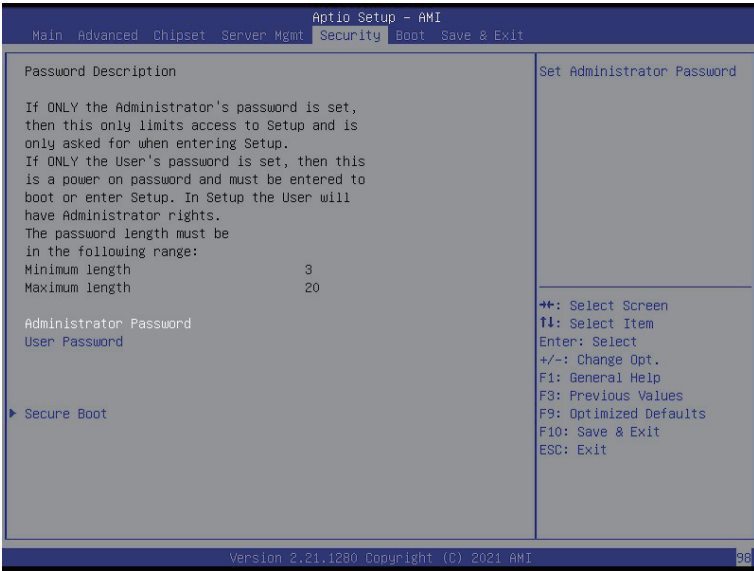 Aptio Setup – AMI
Main Advanced Chipset Server Mgmt Security Boot Save & Exit
Password Description
If ONLY the Administrator's password is set,
then this only limits access to Setup and is
only asked for when entering Setup.
If ONLY the User's password is set, then this
is a power on password and must be entered to
boot or enter Setup. In Setup the User will
have Administrator rights.
The password length must be
in the following range:
Minimum length 3
Maximum length 20
Administrator Password
User Password
Secure Boot
Set Administrator Password
→←: Select Screen
↑↓: Select Item
Enter: Select
+/-: Change Opt.
F1: General Help
F3: Previous Values
F9: Optimized Defaults
F10: Save & Exit
ESC: Exit
Version 2.21.1280 Copyright (C) 2021 AMI
98